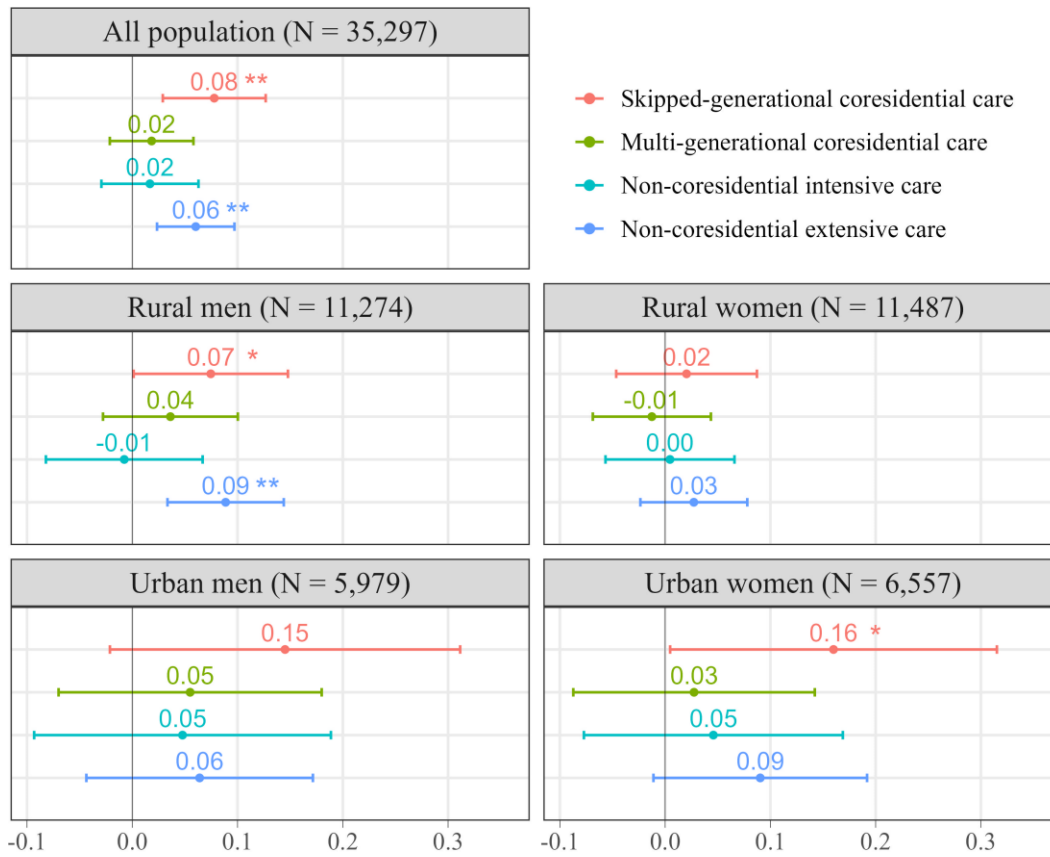 All population (N = 35,297)
0.08 **
0.02
0.02
0.06 **
Skipped-generational coresidential care
Multi-generational coresidential care
Non-coresidential intensive care
Non-coresidential extensive care
Rural men (N = 11,274)
0.07 *
0.04
-0.01
0.09 **
Rural women (N = 11,487)
0.02
-0.01
0.00
0.03
Urban men (N = 5,979)
0.15
0.05
0.05
0.06
Urban women (N = 6,557)
0.16 *
0.03
0.05
0.09
-0.1 0.0 0.1 0.2 0.3
-0.1 0.0 0.1 0.2 0.3